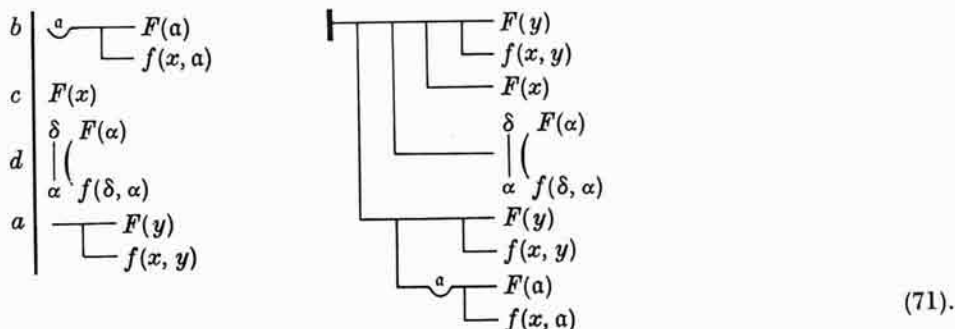 b 𝔞 F(𝔞)
f(x, 𝔞)
c F(x)
δ F(α)
d
α f(δ, α)
a F(y)
f(x, y)
F(y)
f(x, y)
F(x)
δ F(α)
α f(δ, α)
F(y)
f(x, y)
𝔞 F(𝔞)
f(x, 𝔞)
(71).